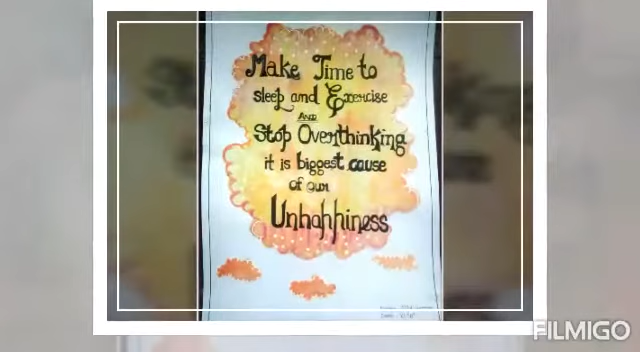 Make Time to
sleep and Exercise
AND
Stop Overthinking
it is biggest cause
of our
Unhappiness
FILMIGO